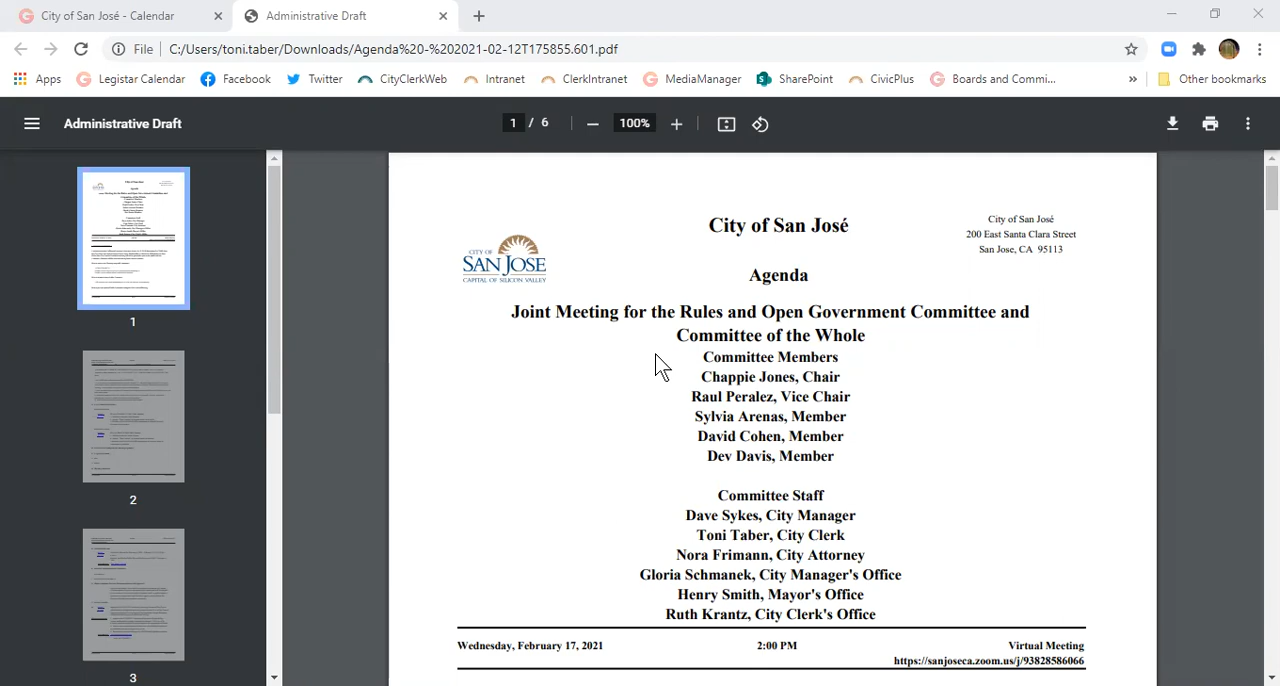 City of San José - Calendar
Administrative Draft
File
C:/Users/toni.taber/Downloads/Agenda%20-%202021-02-12T175855.601.pdf
Apps
Legistar Calendar
Facebook
Twitter
CityClerkWeb
Intranet
ClerkIntranet
MediaManager
SharePoint
CivicPlus
Boards and Commi...
»
Other bookmarks
Administrative Draft
1 / 6
100%
1
2
3
City of San José
200 East Santa Clara Street
San Jose, CA 95113
City of San José
CITY OF
SAN JOSE
CAPITAL OF SILICON VALLEY
Agenda
Joint Meeting for the Rules and Open Government Committee and
Committee of the Whole
Committee Members
Chappie Jones, Chair
Raul Peralez, Vice Chair
Sylvia Arenas, Member
David Cohen, Member
Dev Davis, Member
Committee Staff
Dave Sykes, City Manager
Toni Taber, City Clerk
Nora Frimann, City Attorney
Gloria Schmanek, City Manager's Office
Henry Smith, Mayor's Office
Ruth Krantz, City Clerk's Office
Wednesday, February 17, 2021
2:00 PM
Virtual Meeting
https://sanjoseca.zoom.us/j/93828586066